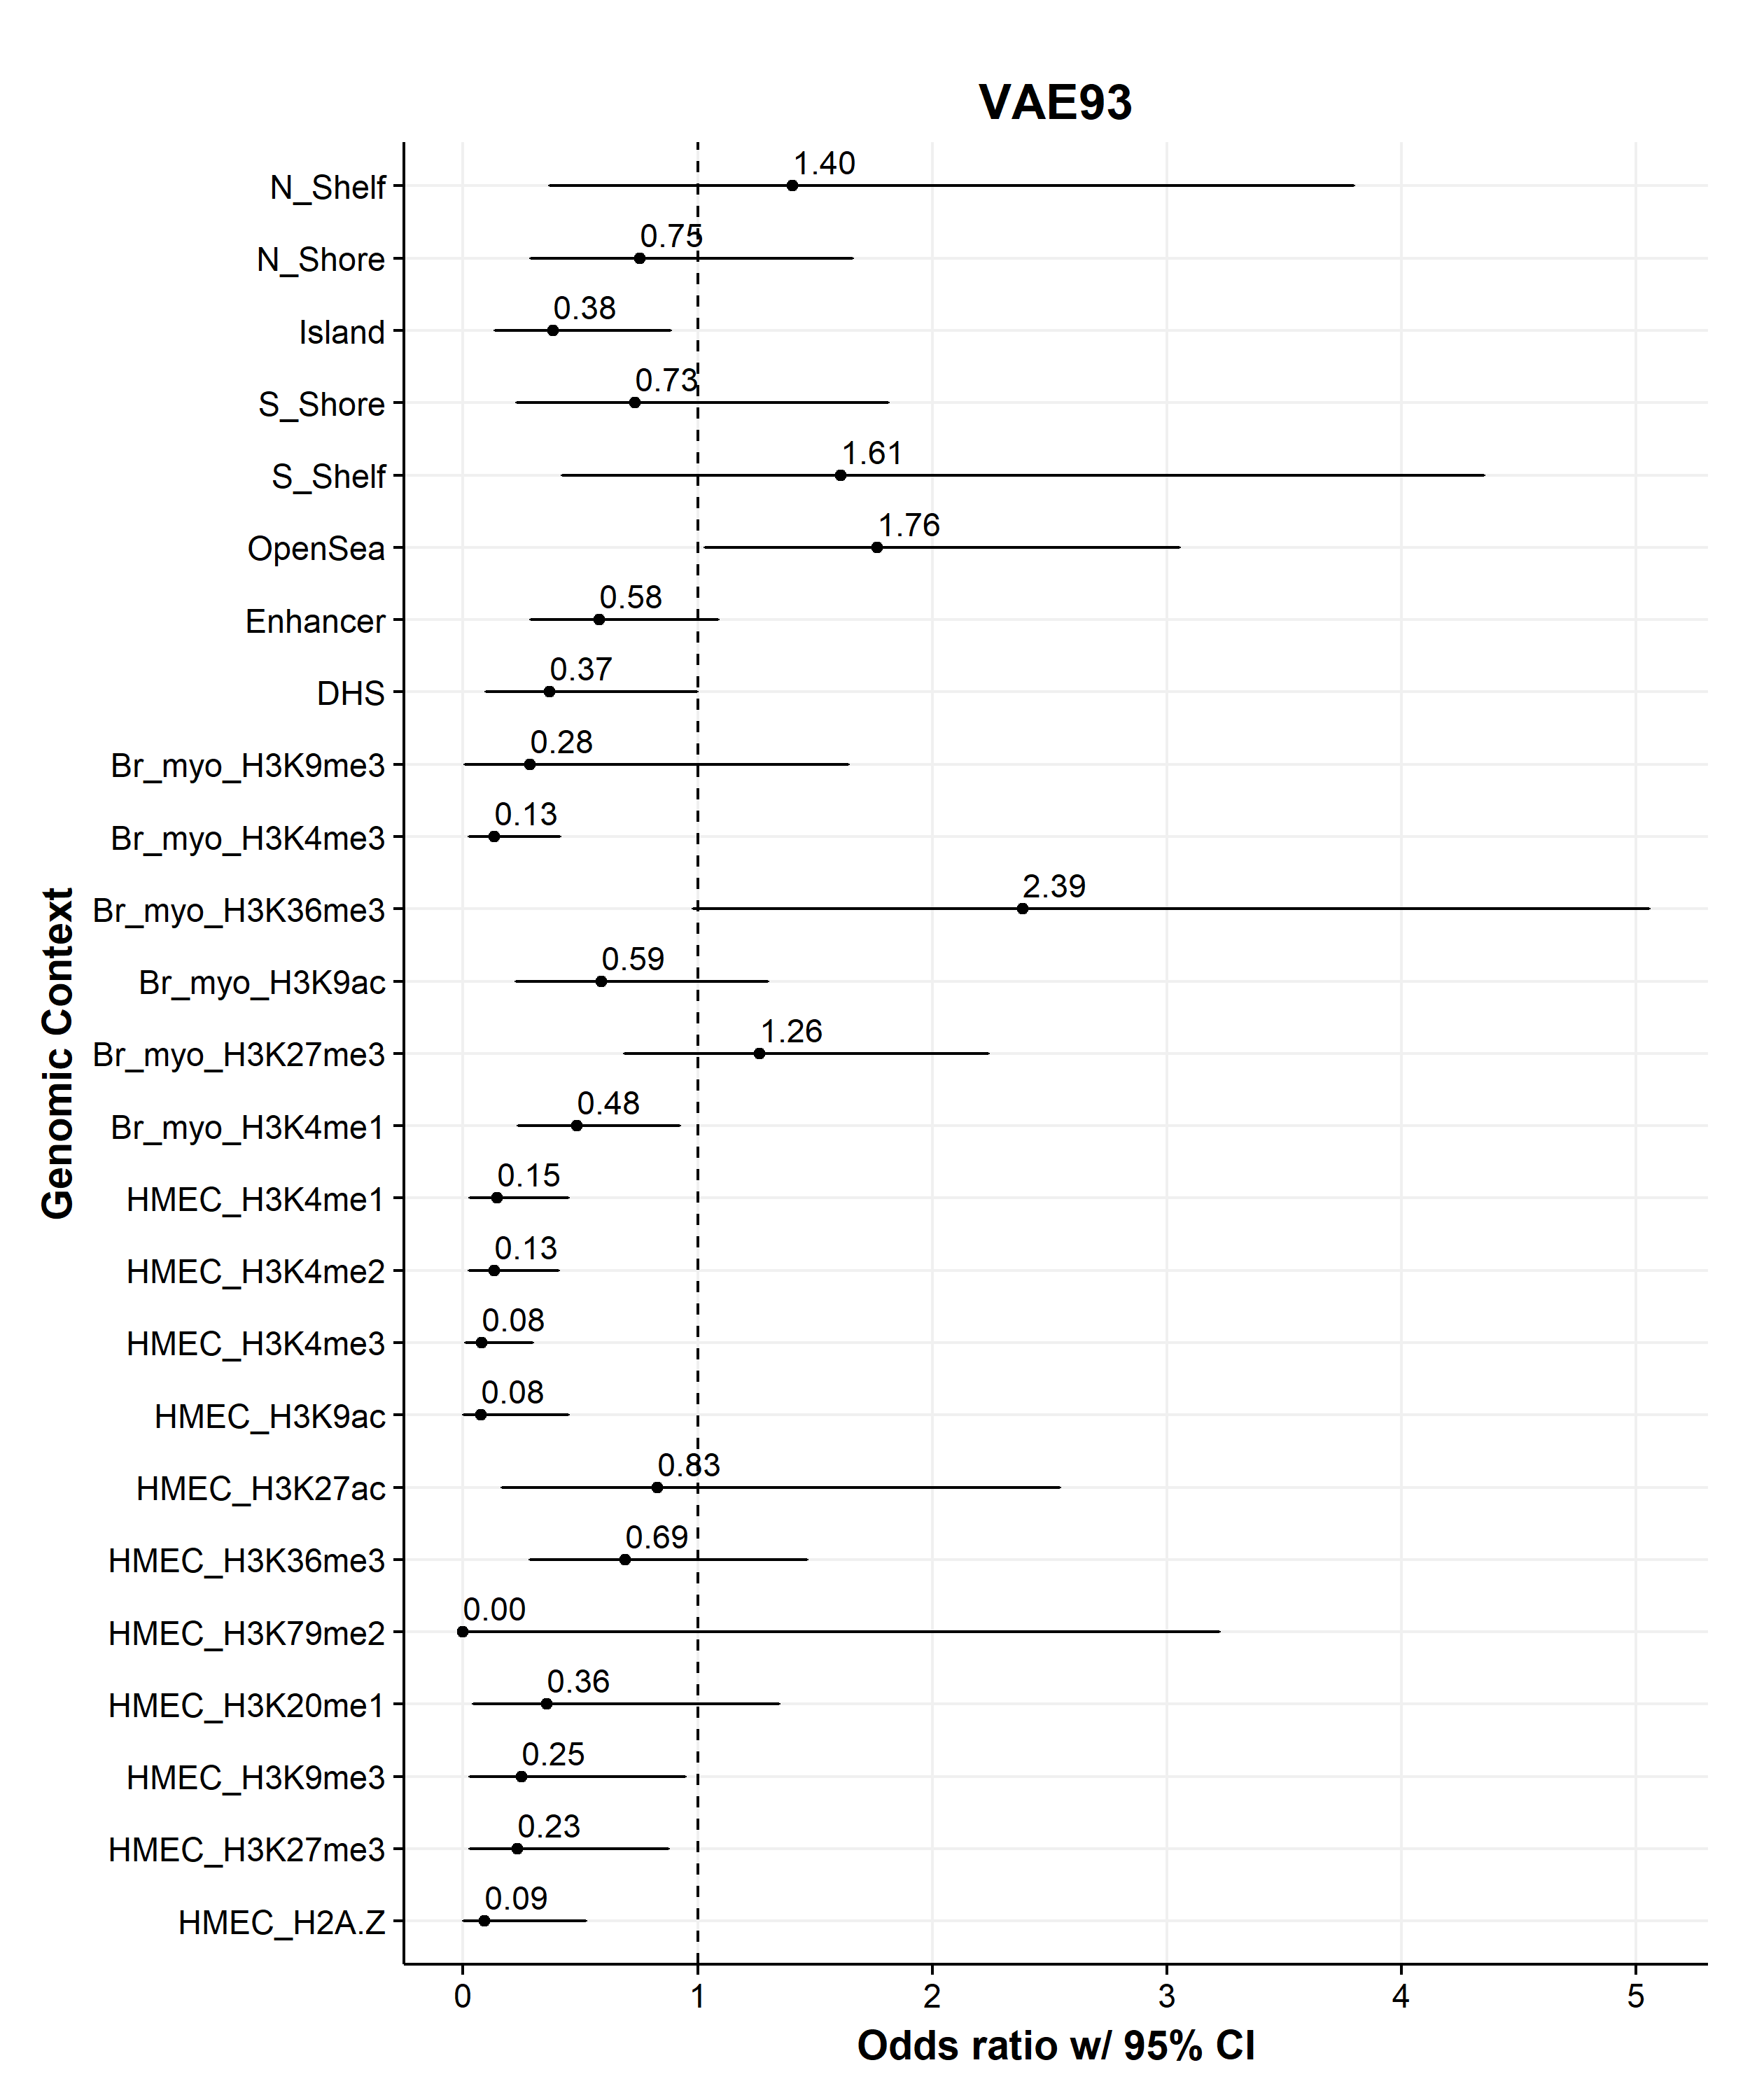 VAE93
N_Shelf 1.40
N_Shore 0.75
Island 0.38
S_Shore 0.73
S_Shelf 1.61
OpenSea 1.76
Enhancer 0.58
DHS 0.37
Br_myo_H3K9me3 0.28
Br_myo_H3K4me3 0.13
Br_myo_H3K36me3 2.39
Br_myo_H3K9ac 0.59
Br_myo_H3K27me3 1.26
Br_myo_H3K4me1 0.48
HMEC_H3K4me1 0.15
HMEC_H3K4me2 0.13
HMEC_H3K4me3 0.08
HMEC_H3K9ac 0.08
HMEC_H3K27ac 0.83
HMEC_H3K36me3 0.69
HMEC_H3K79me2 0.00
HMEC_H3K20me1 0.36
HMEC_H3K9me3 0.25
HMEC_H3K27me3 0.23
HMEC_H2A.Z 0.09
Genomic Context
0 1 2 3 4 5
Odds ratio w/ 95% CI